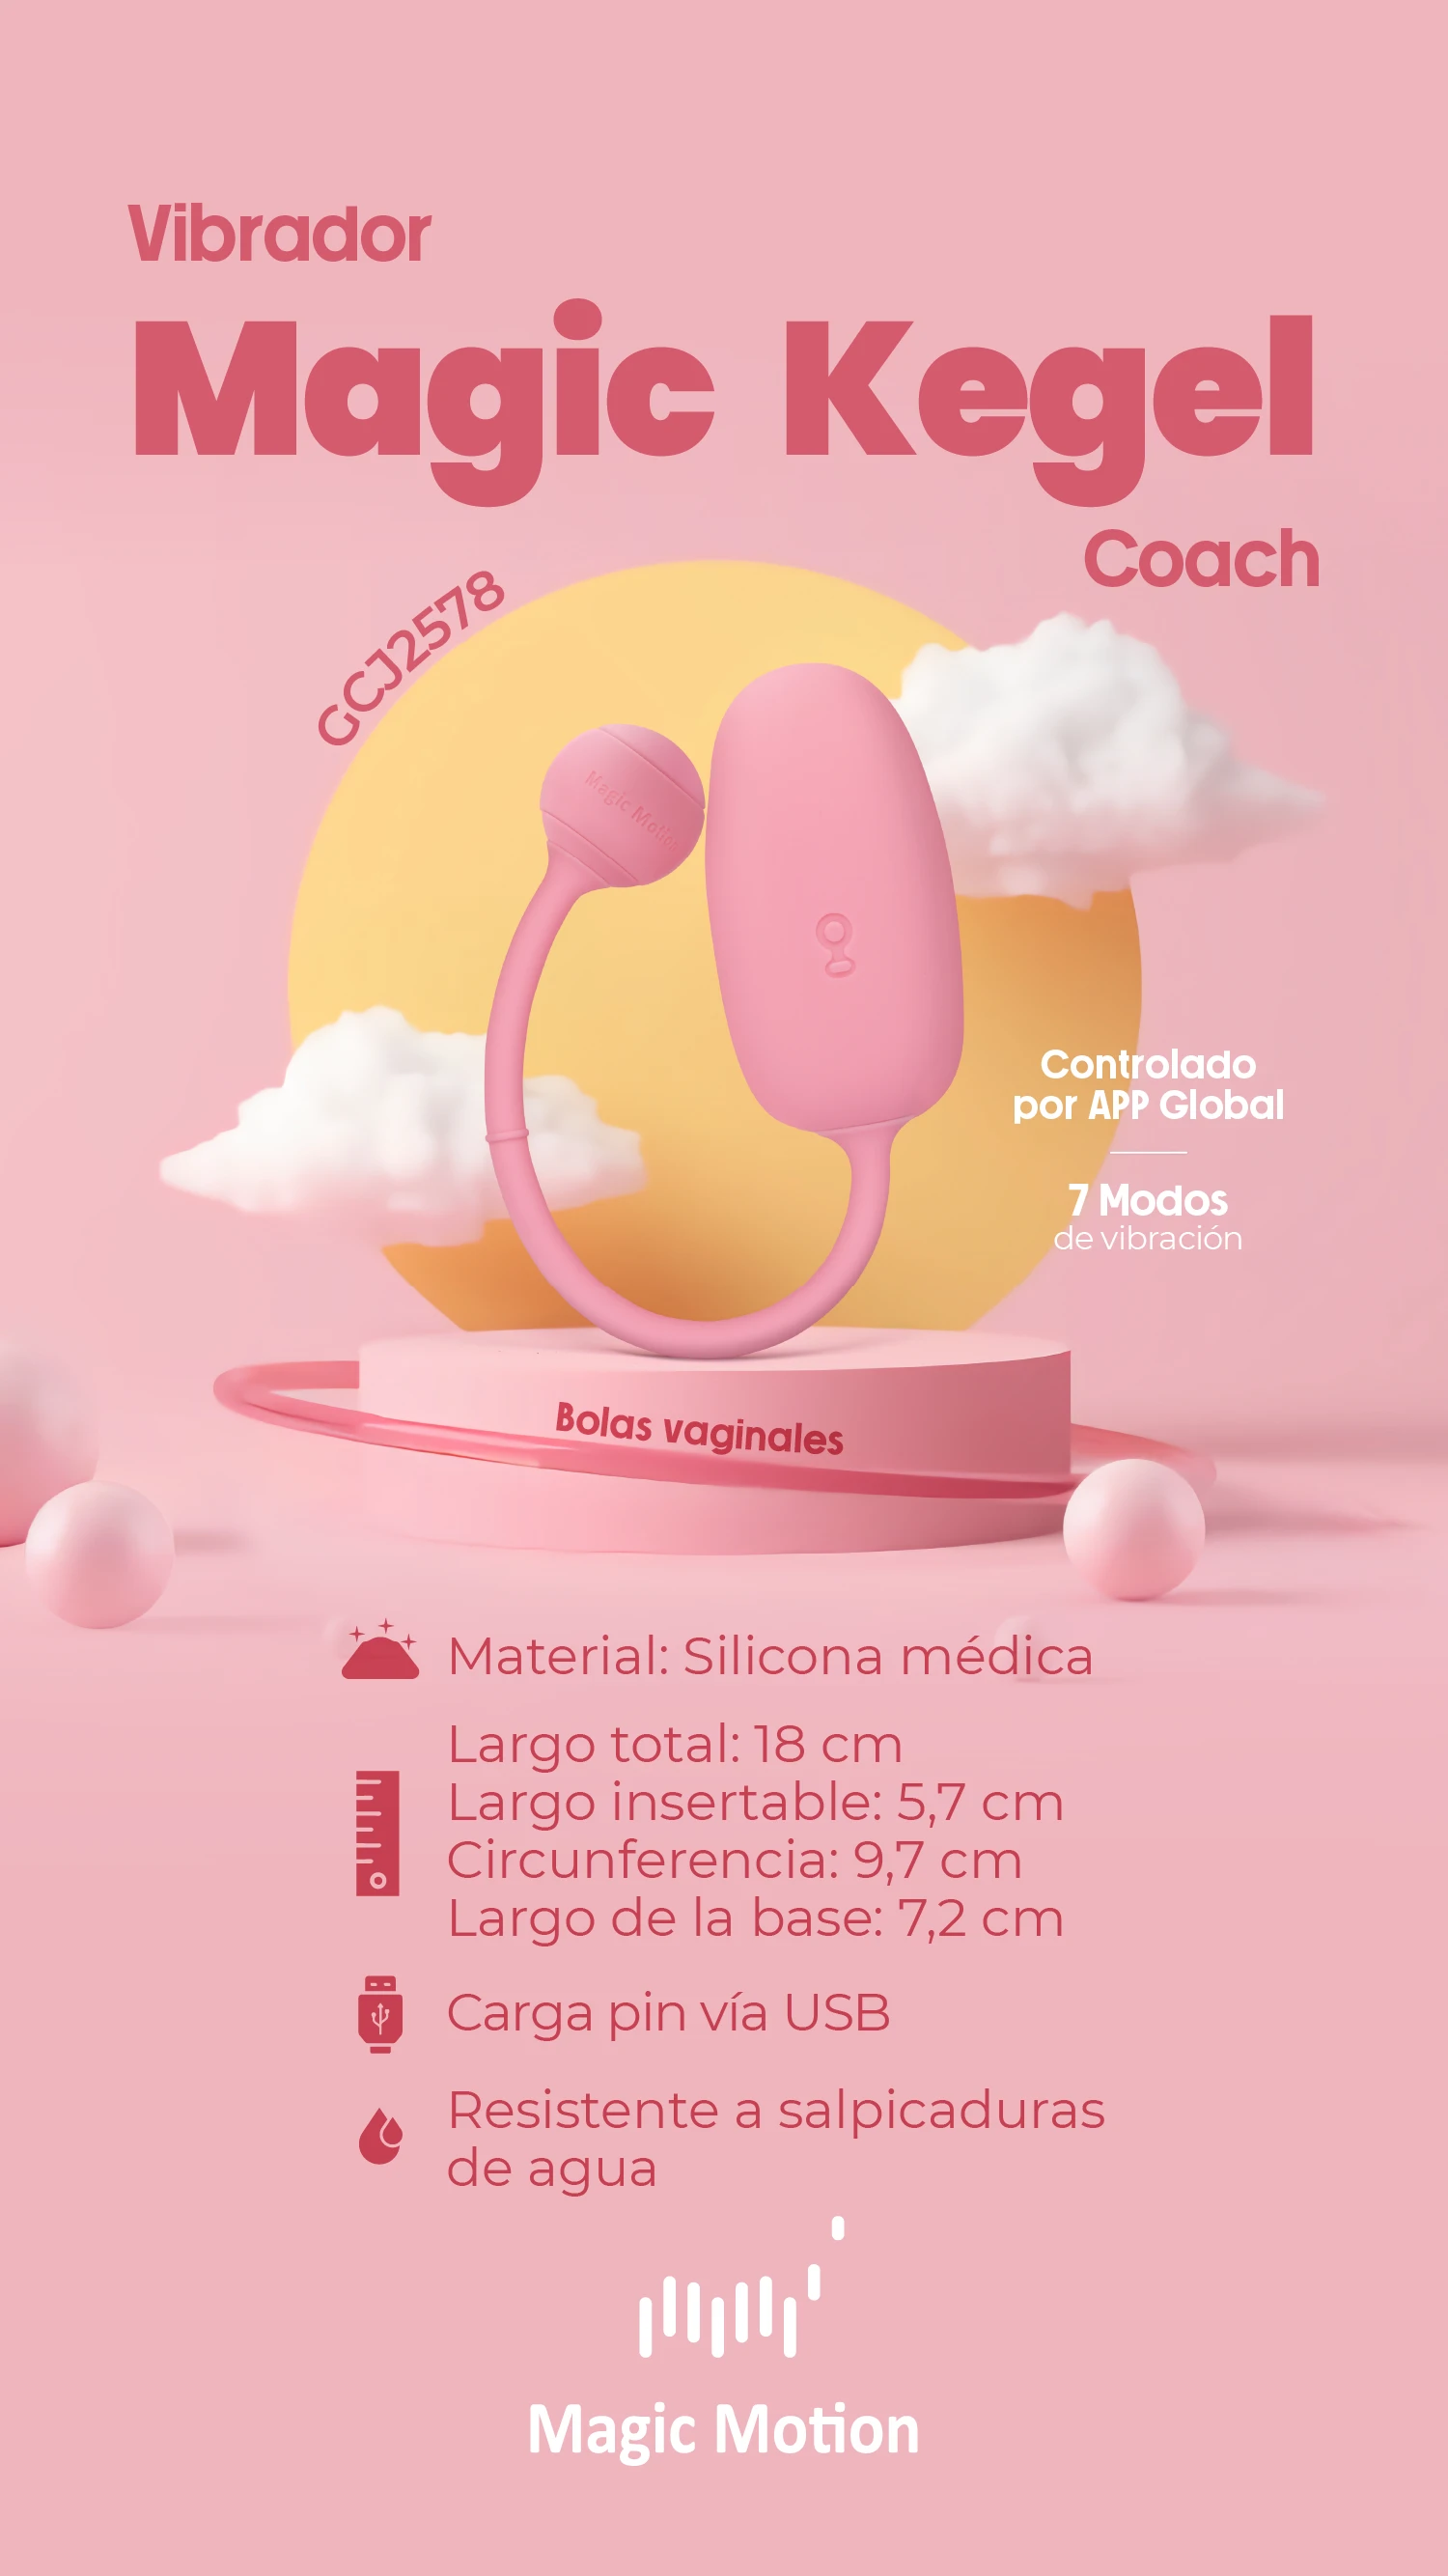 Vibrador
Magic Kegel
Coach
GCJ2578
Magic Motion
Controlado
por APP Global
7 Modos
de vibración
Bolas vaginales
Material: Silicona médica
Largo total: 18 cm
Largo insertable: 5,7 cm
Circunferencia: 9,7 cm
Largo de la base: 7,2 cm
Carga pin vía USB
Resistente a salpicaduras
de agua
Magic Motion